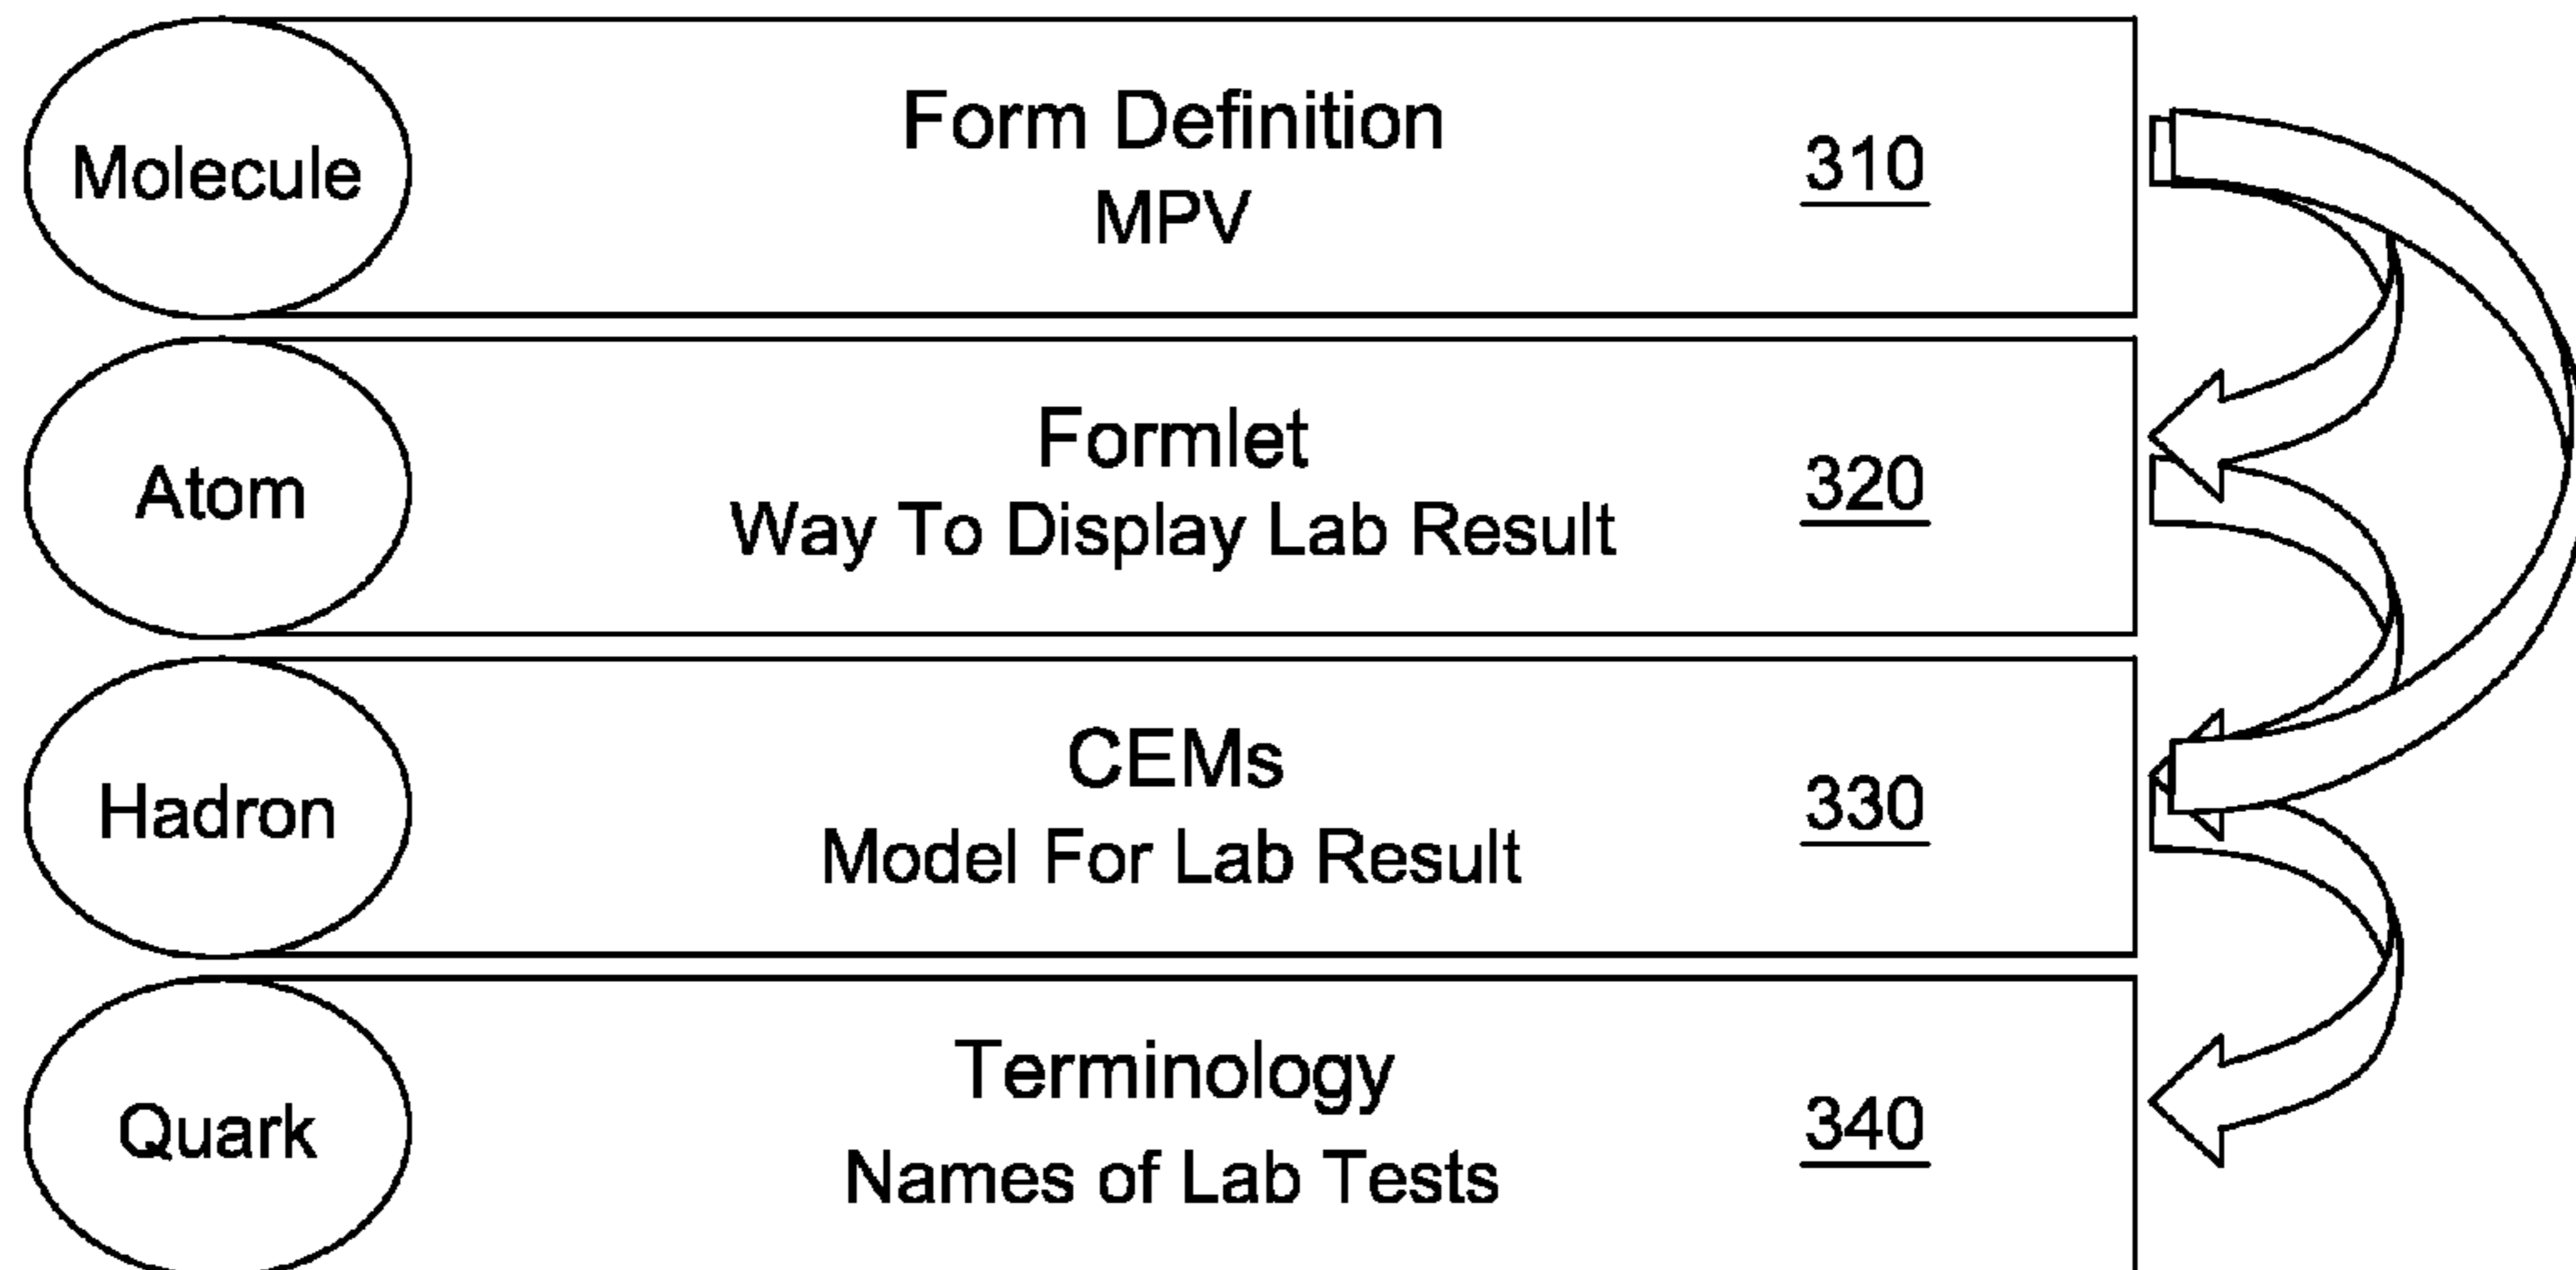 Molecule
Form Definition
MPV
310
Atom
Formlet
Way To Display Lab Result
320
Hadron
CEMs
Model For Lab Result
330
Quark
Terminology
Names of Lab Tests
340